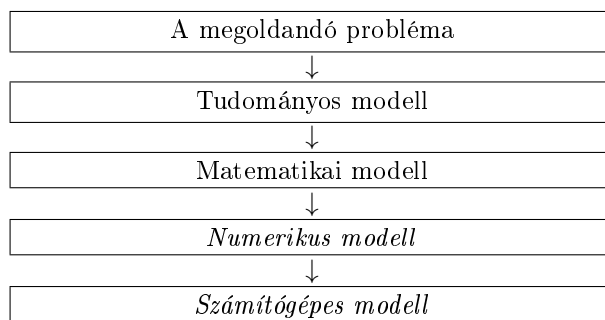 A megoldandó probléma
↓
Tudományos modell
↓
Matematikai modell
↓
Numerikus modell
↓
Számítógépes modell